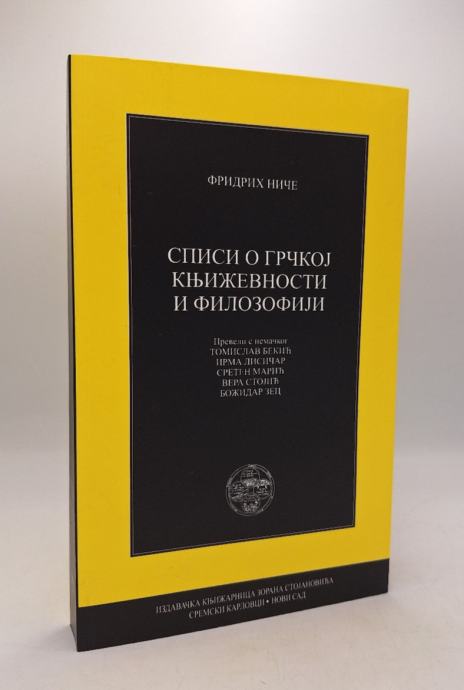 ФРИДРИХ НИЧЕ
СПИСИ О ГРЧКОЈ
КЊИЖЕВНОСТИ
И ФИЛОЗОФИЈИ
Превели с немачког
ТОМИСЛАВ БЕКИЋ
ИРМА ЛИСИЧАР
СРЕТЕН МАРИЋ
ВЕРА СТОЈИЋ
БОЖИДАР ЗЕЦ
ИЗДАВАЧКА КЊИЖАРНИЦА ЗОРАНА СТОЈАНОВИЋА
СРЕМСКИ КАРЛОВЦИ • НОВИ САД